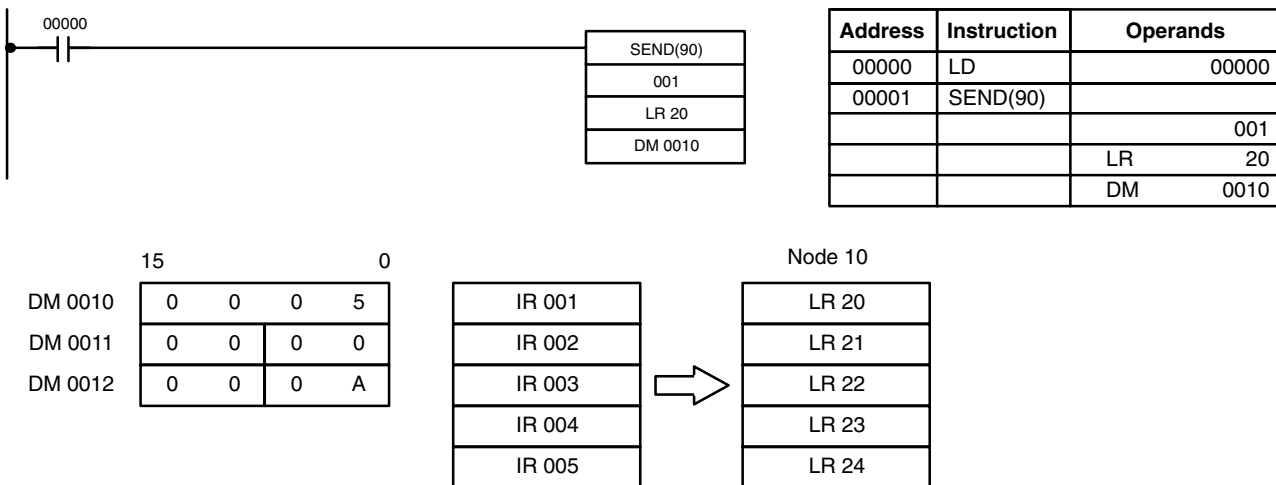 00000
SEND(90)
001
LR 20
DM 0010
Address Instruction Operands
00000 LD 00000
00001 SEND(90)
001
LR 20
DM 0010
15 0
DM 0010 0 0 0 5
DM 0011 0 0 0 0
DM 0012 0 0 0 A
IR 001
IR 002
IR 003
IR 004
IR 005
Node 10
LR 20
LR 21
LR 22
LR 23
LR 24